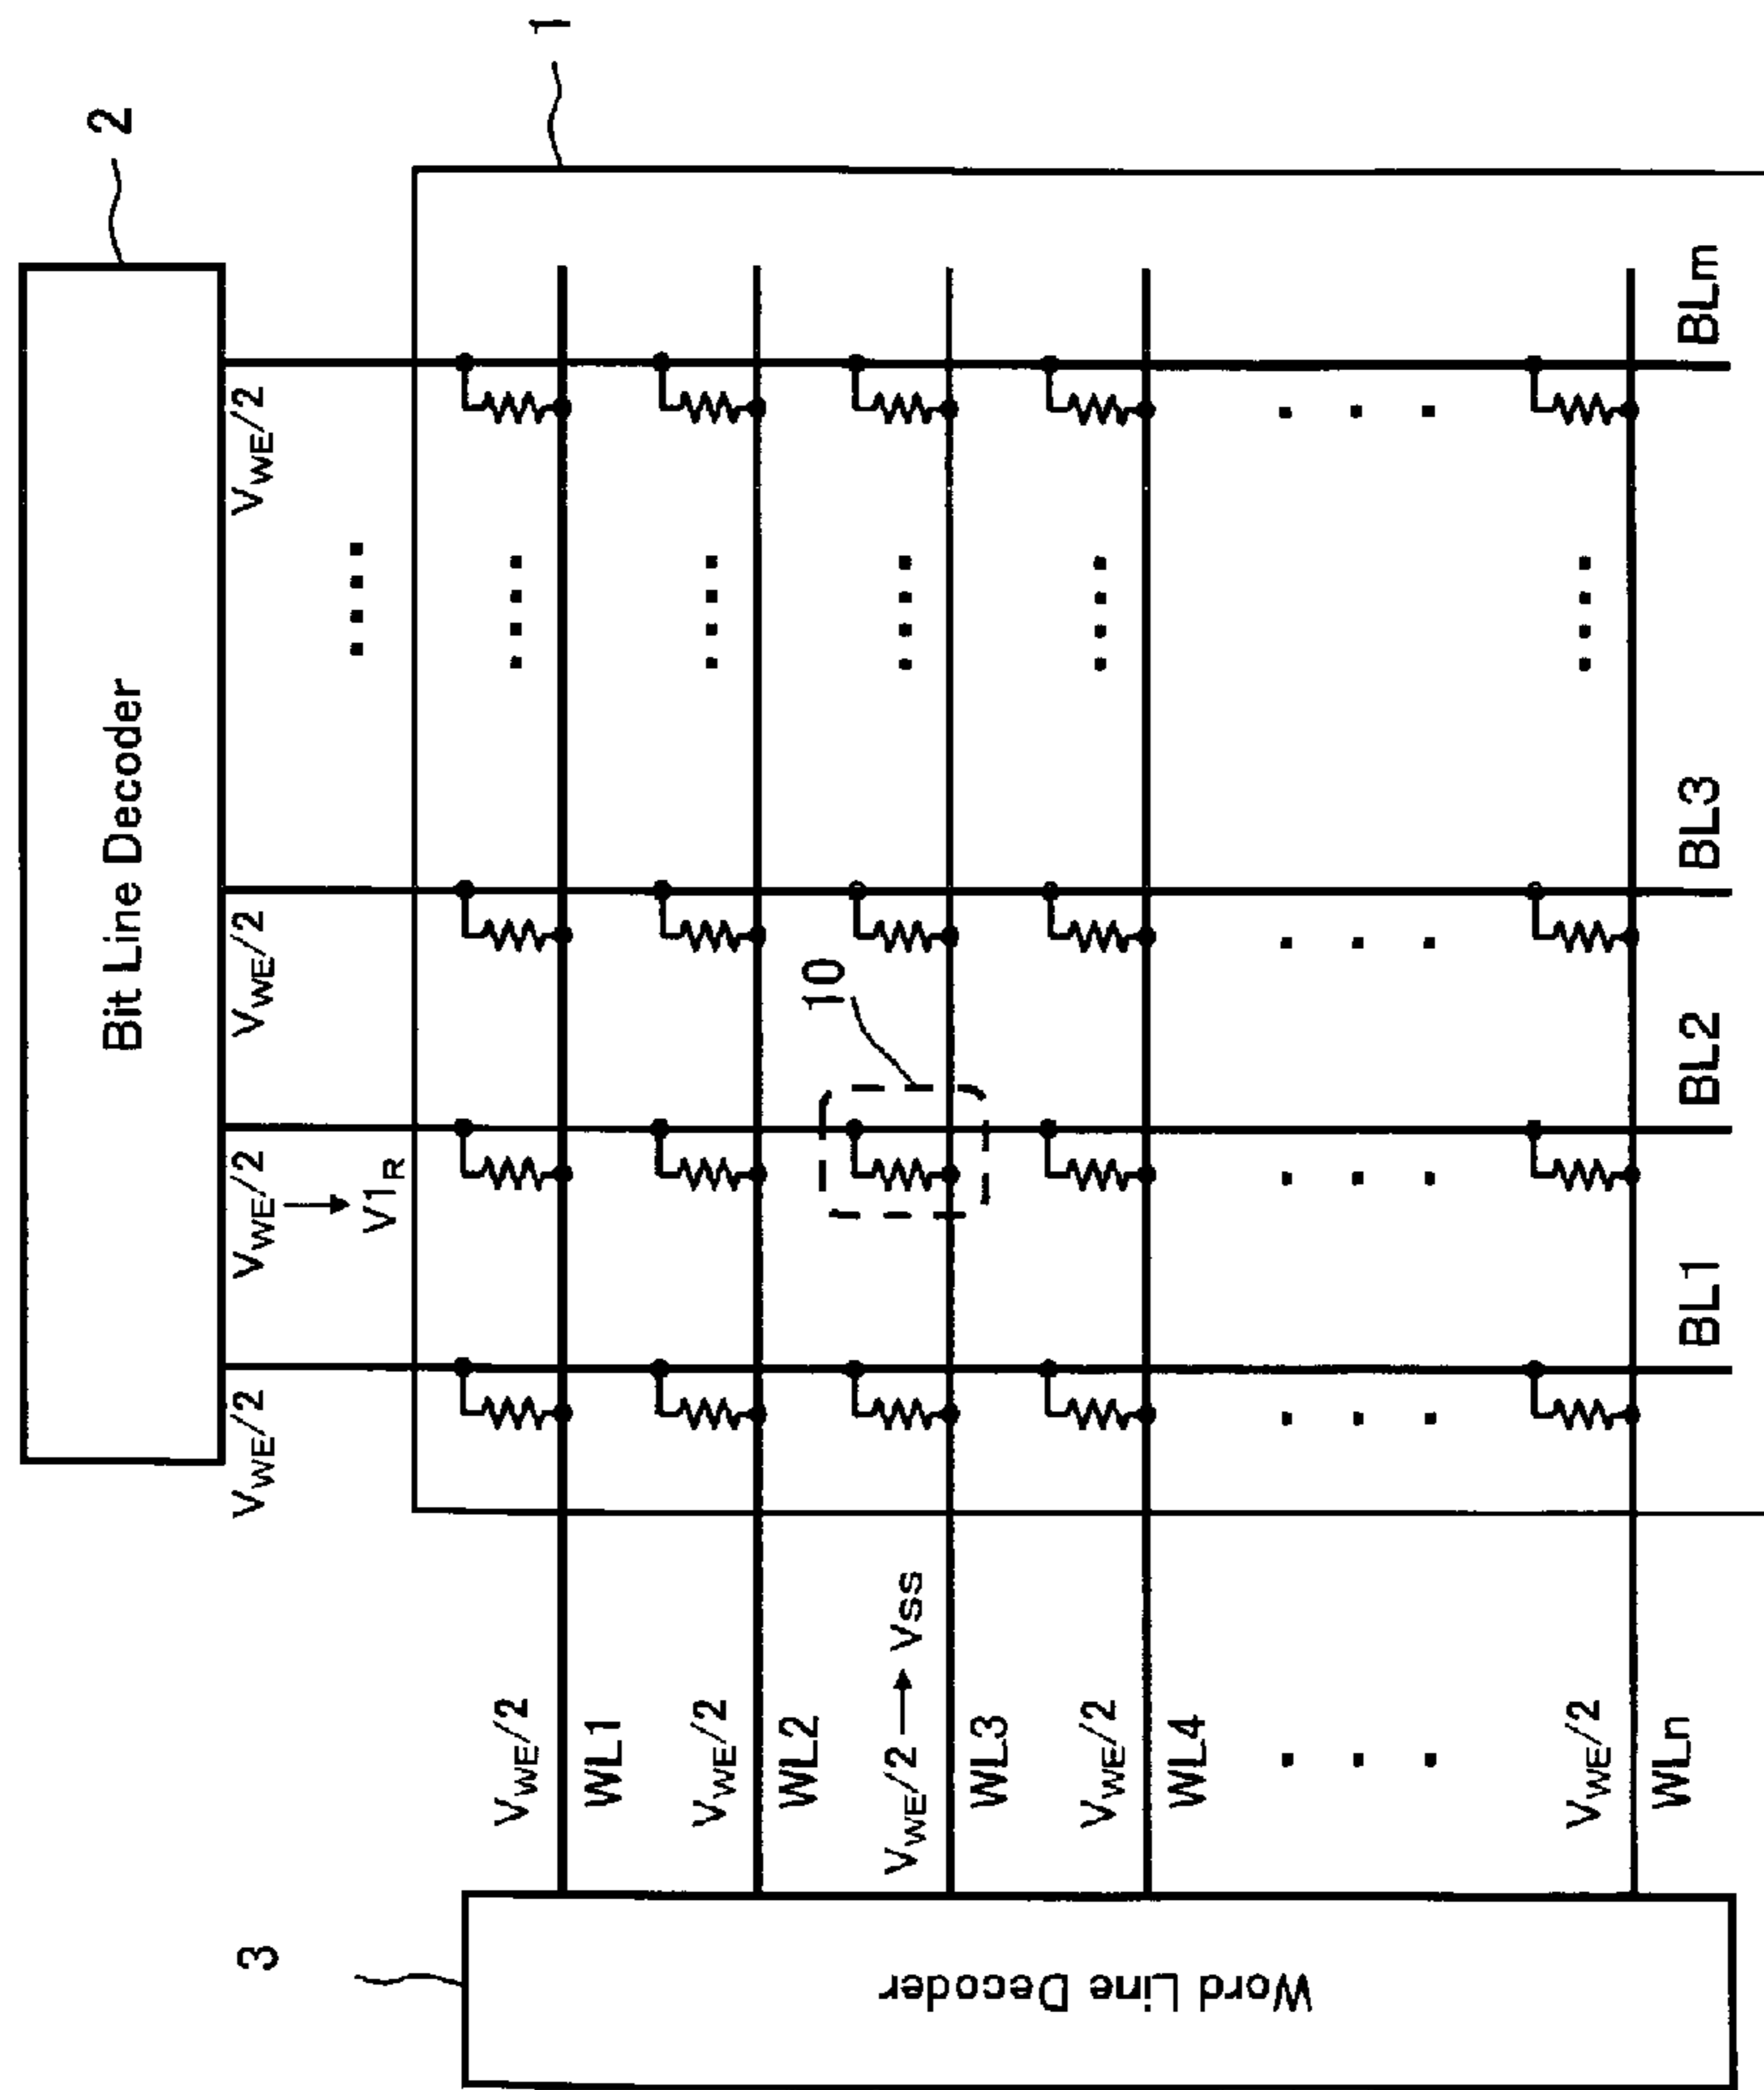 1
2
Bit Line Decoder
VWE/2
VWE/2
VWE/2
VWE/2
V1R
10
3
Word Line Decoder
VWE/2
WL1
VWE/2
WL2
VWE/2 → Vss
WL3
VWE/2
WL4
VWE/2
WLn
BL1
BL2
BL3
BLm